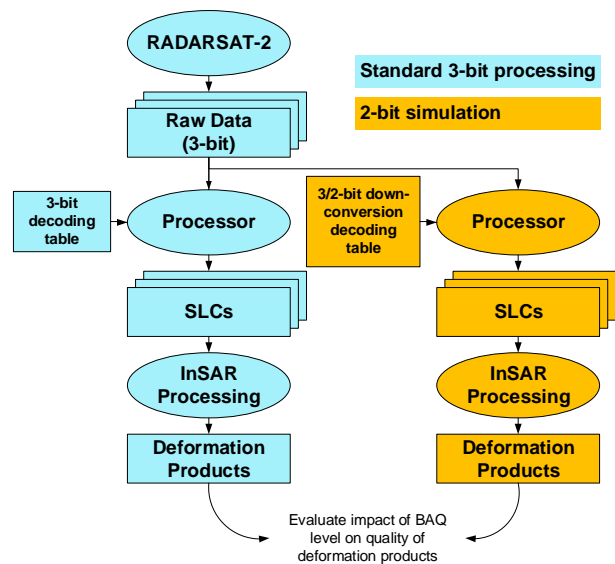 RADARSAT-2
Standard 3-bit processing
2-bit simulation
Raw Data
(3-bit)
3-bit
decoding
table
Processor
3/2-bit down-
conversion
decoding
table
Processor
SLCs
SLCs
InSAR
Processing
InSAR
Processing
Deformation
Products
Deformation
Products
Evaluate impact of BAQ
level on quality of
deformation products